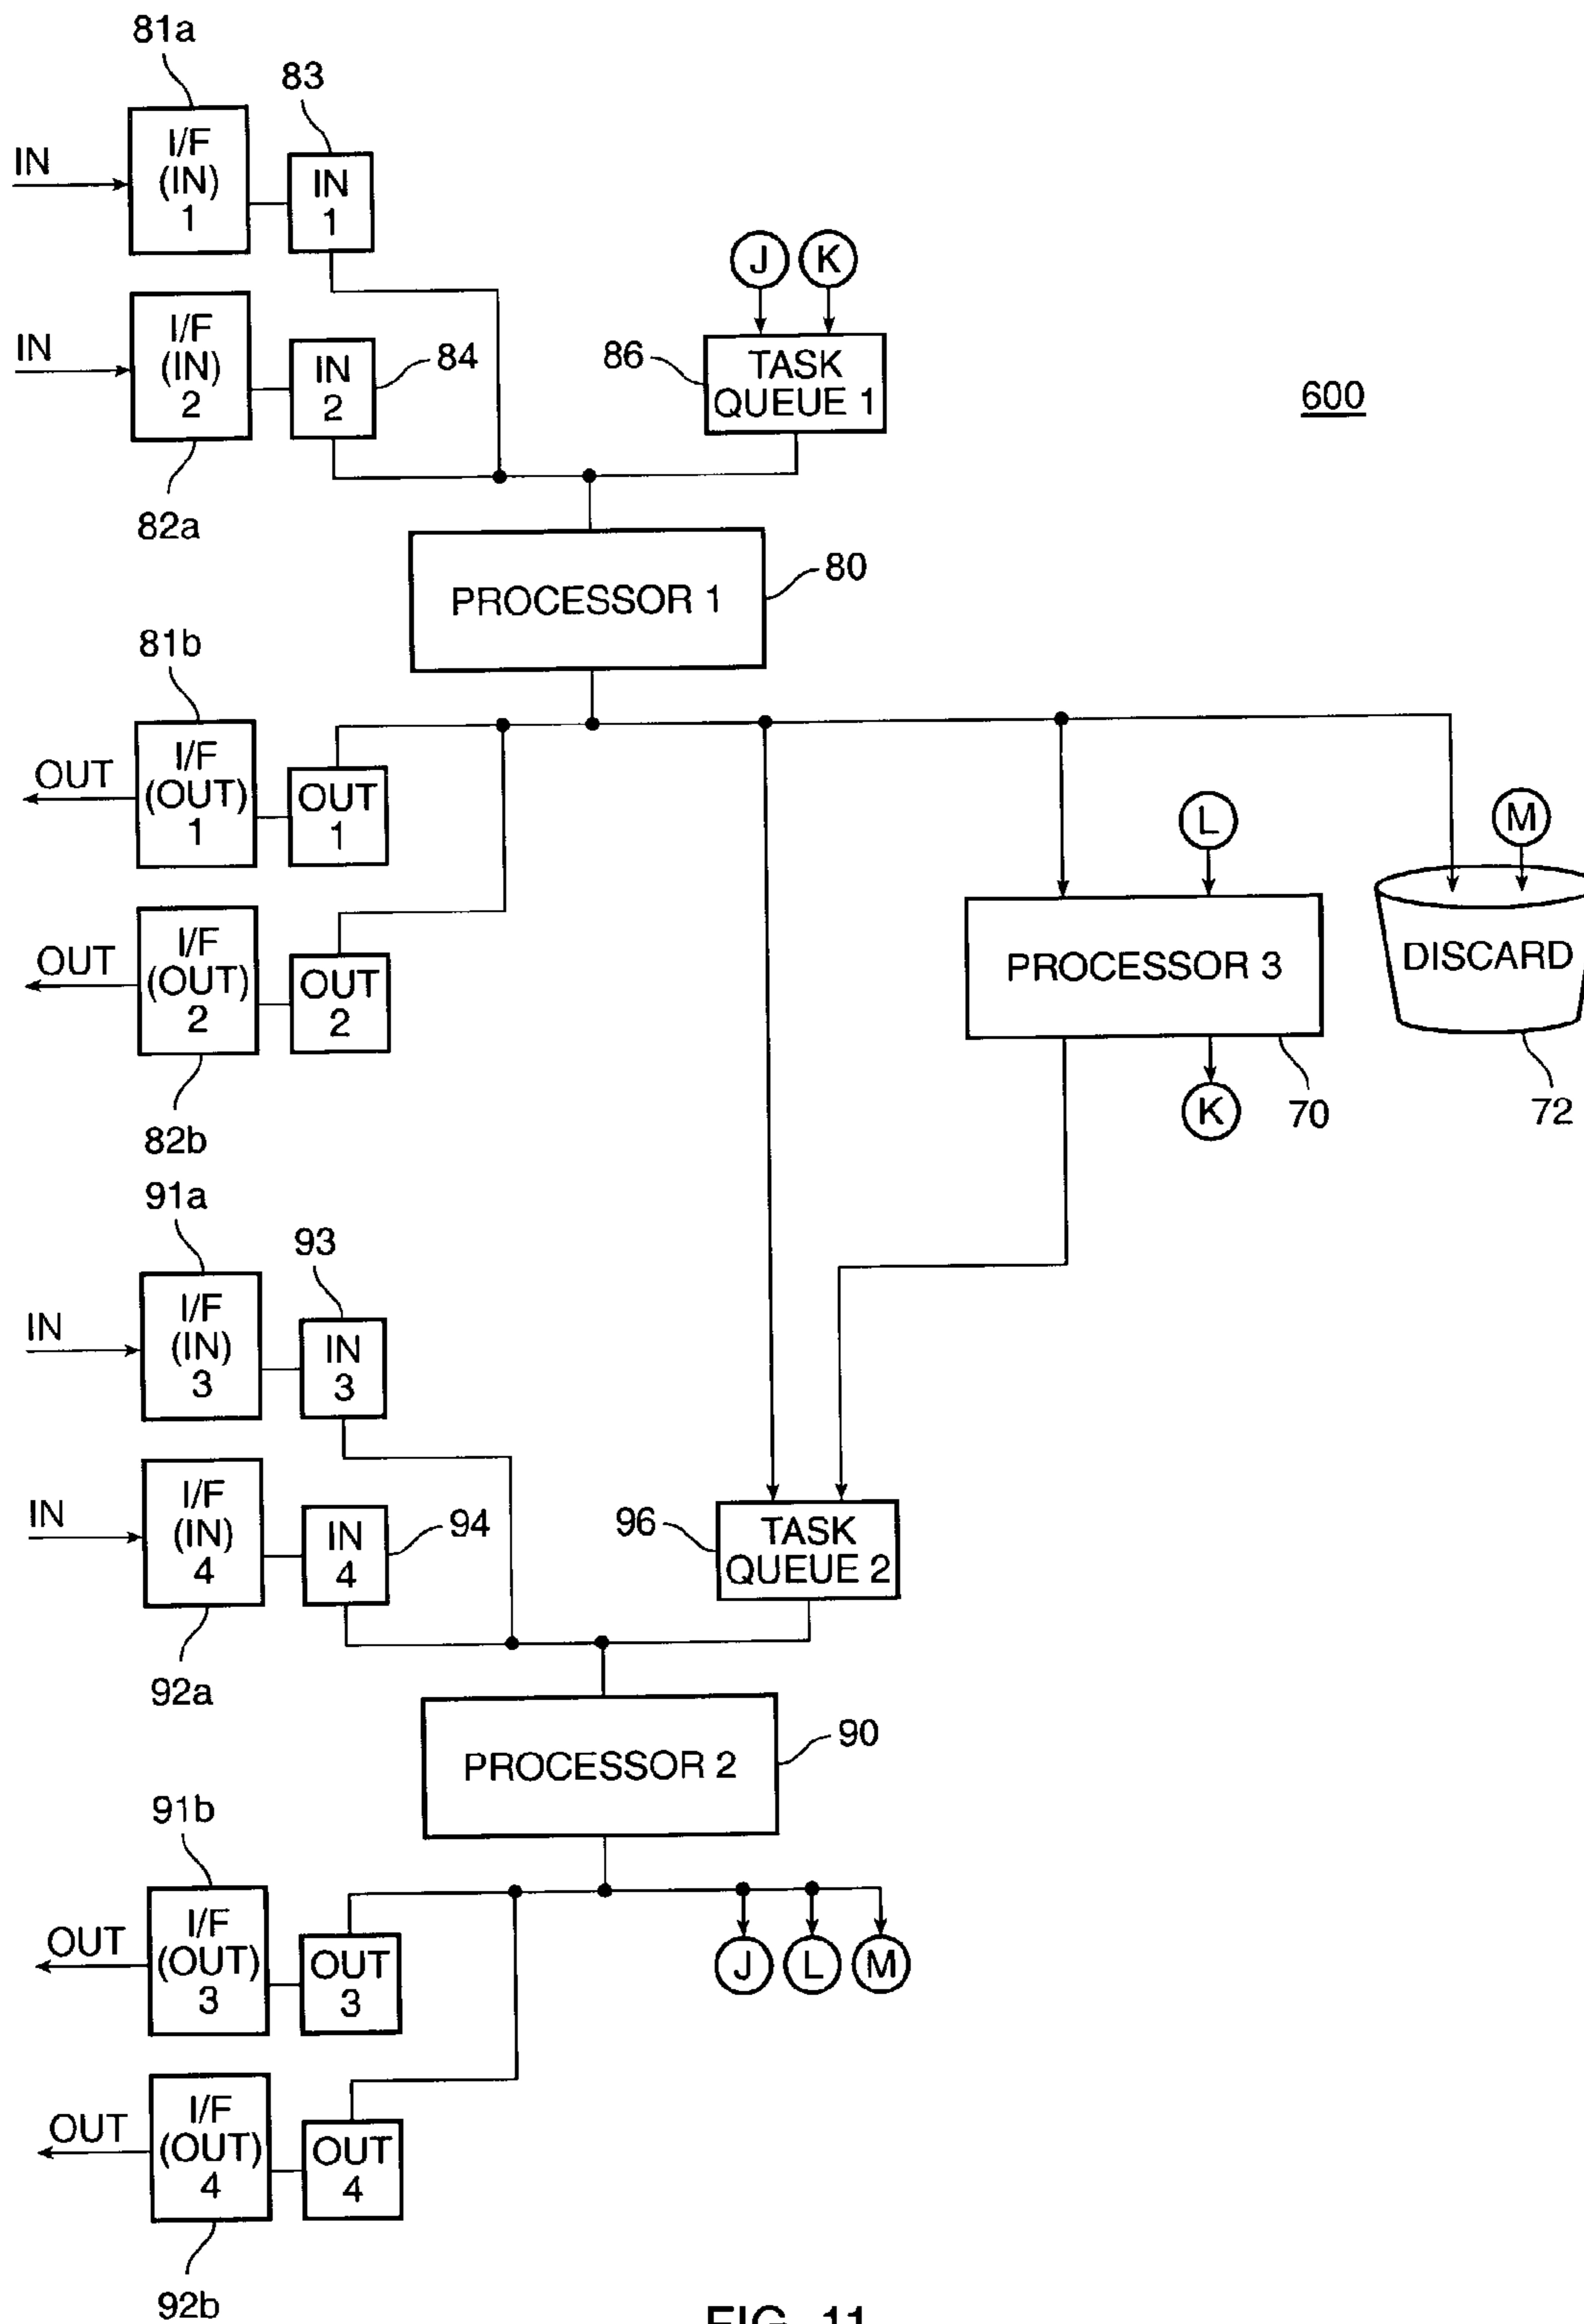 81a
83
IN
I/F
(IN)
1
IN
1
J
K
IN
I/F
(IN)
2
IN
2
84
86
TASK
QUEUE 1
600
82a
PROCESSOR 1
80
81b
OUT
I/F
(OUT)
1
OUT
1
L
M
OUT
I/F
(OUT)
2
OUT
2
PROCESSOR 3
DISCARD
82b
K
70
72
91a
93
IN
I/F
(IN)
3
IN
3
IN
I/F
(IN)
4
IN
4
94
96
TASK
QUEUE 2
92a
PROCESSOR 2
90
91b
OUT
I/F
(OUT)
3
OUT
3
J
L
M
OUT
I/F
(OUT)
4
OUT
4
92b
FIG. 11